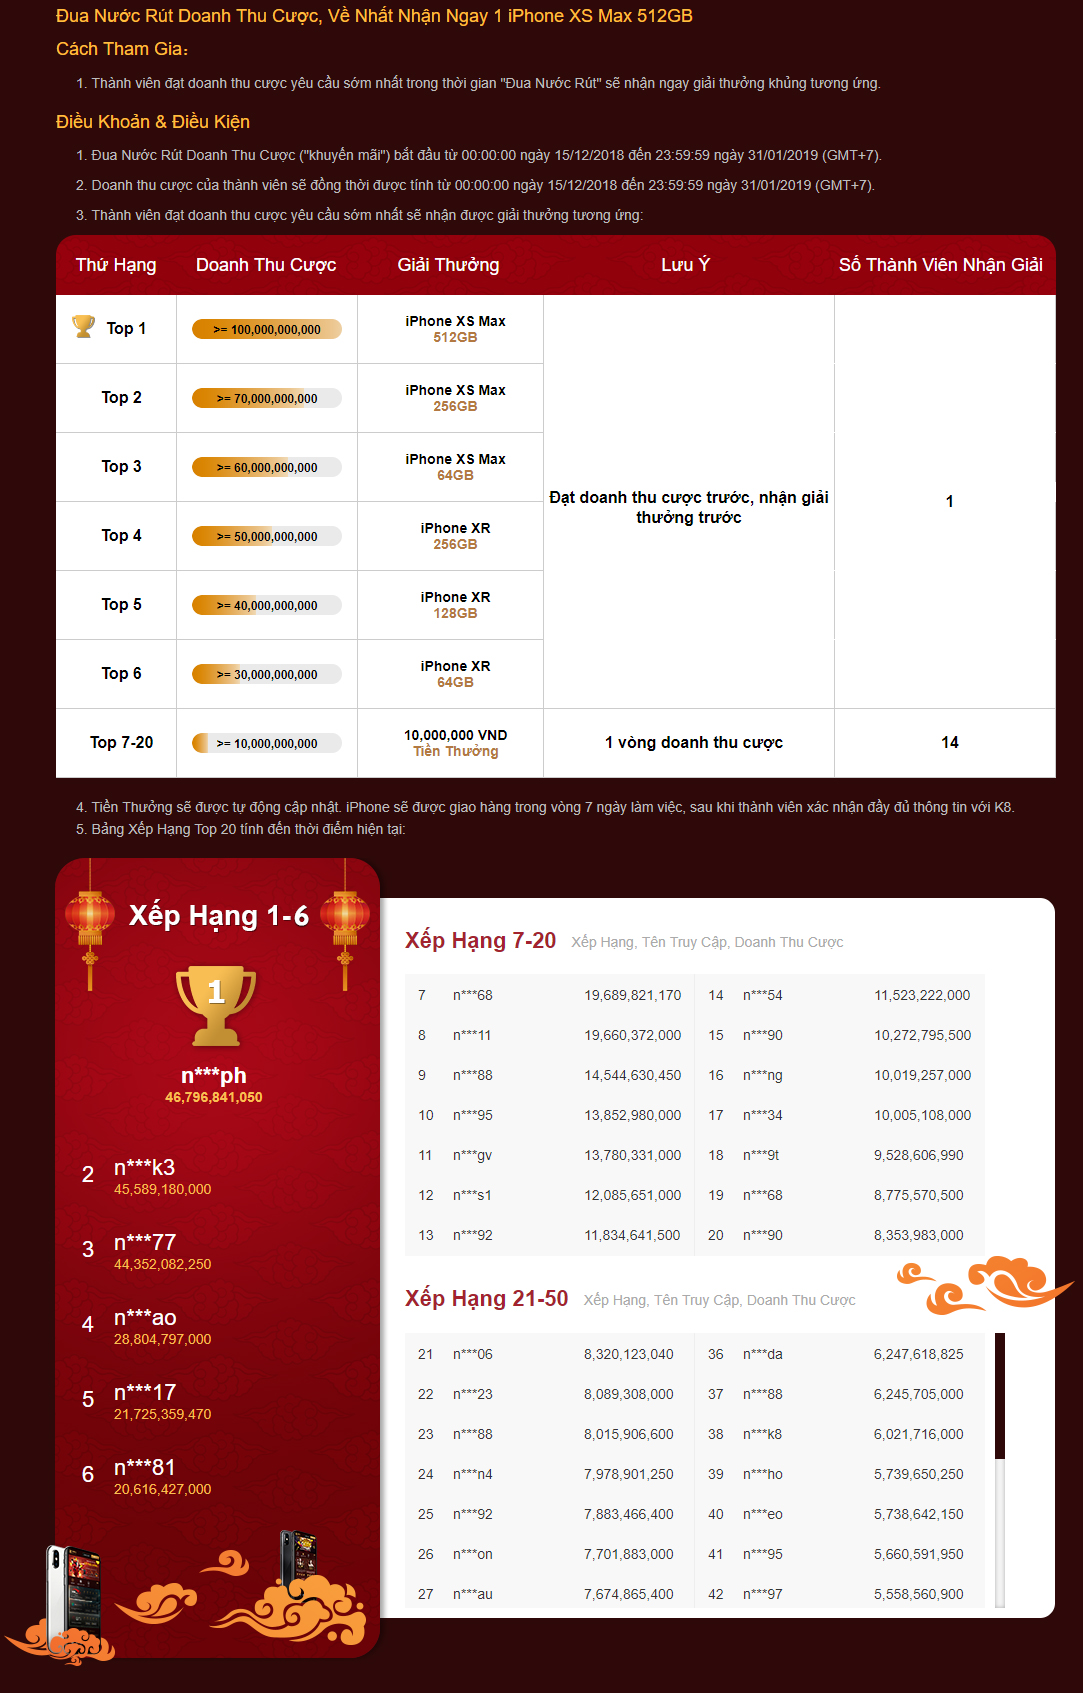 Đua Nước Rút Doanh Thu Cược, Về Nhất Nhận Ngay 1 iPhone XS Max 512GB
Cách Tham Gia:
1. Thành viên đạt doanh thu cược yêu cầu sớm nhất trong thời gian "Đua Nước Rút" sẽ nhận ngay giải thưởng khủng tương ứng.
Điều Khoản & Điều Kiện
1. Đua Nước Rút Doanh Thu Cược ("khuyến mãi") bắt đầu từ 00:00:00 ngày 15/12/2018 đến 23:59:59 ngày 31/01/2019 (GMT+7).
2. Doanh thu cược của thành viên sẽ đồng thời được tính từ 00:00:00 ngày 15/12/2018 đến 23:59:59 ngày 31/01/2019 (GMT+7).
3. Thành viên đạt doanh thu cược yêu cầu sớm nhất sẽ nhận được giải thưởng tương ứng:
Thứ Hạng Doanh Thu Cược Giải Thưởng Lưu Ý Số Thành Viên Nhận Giải
Top 1 >= 100,000,000,000 iPhone XS Max
512GB
Top 2 >= 70,000,000,000 iPhone XS Max
256GB
Top 3 >= 60,000,000,000 iPhone XS Max
64GB
Đạt doanh thu cược trước, nhận giải
thưởng trước
1
Top 4 >= 50,000,000,000 iPhone XR
256GB
Top 5 >= 40,000,000,000 iPhone XR
128GB
Top 6 >= 30,000,000,000 iPhone XR
64GB
Top 7-20 >= 10,000,000,000 10,000,000 VND
Tiền Thưởng
1 vòng doanh thu cược 14
4. Tiền Thưởng sẽ được tự động cập nhật. iPhone sẽ được giao hàng trong vòng 7 ngày làm việc, sau khi thành viên xác nhận đầy đủ thông tin với K8.
5. Bảng Xếp Hạng Top 20 tính đến thời điểm hiện tại:
Xếp Hạng 1-6
1
n***ph
46,796,841,050
2 n***k3
45,589,180,000
3 n***77
44,352,082,250
4 n***ao
28,804,797,000
5 n***17
21,725,359,470
6 n***81
20,616,427,000
Xếp Hạng 7-20 Xếp Hạng, Tên Truy Cập, Doanh Thu Cược
7 n***68 19,689,821,170 14 n***54 11,523,222,000
8 n***11 19,660,372,000 15 n***90 10,272,795,500
9 n***88 14,544,630,450 16 n***ng 10,019,257,000
10 n***95 13,852,980,000 17 n***34 10,005,108,000
11 n***gv 13,780,331,000 18 n***9t 9,528,606,990
12 n***s1 12,085,651,000 19 n***68 8,775,570,500
13 n***92 11,834,641,500 20 n***90 8,353,983,000
Xếp Hạng 21-50 Xếp Hạng, Tên Truy Cập, Doanh Thu Cược
21 n***06 8,320,123,040 36 n***da 6,247,618,825
22 n***23 8,089,308,000 37 n***88 6,245,705,000
23 n***88 8,015,906,600 38 n***k8 6,021,716,000
24 n***n4 7,978,901,250 39 n***ho 5,739,650,250
25 n***92 7,883,466,400 40 n***eo 5,738,642,150
26 n***on 7,701,883,000 41 n***95 5,660,591,950
27 n***au 7,674,865,400 42 n***97 5,558,560,900